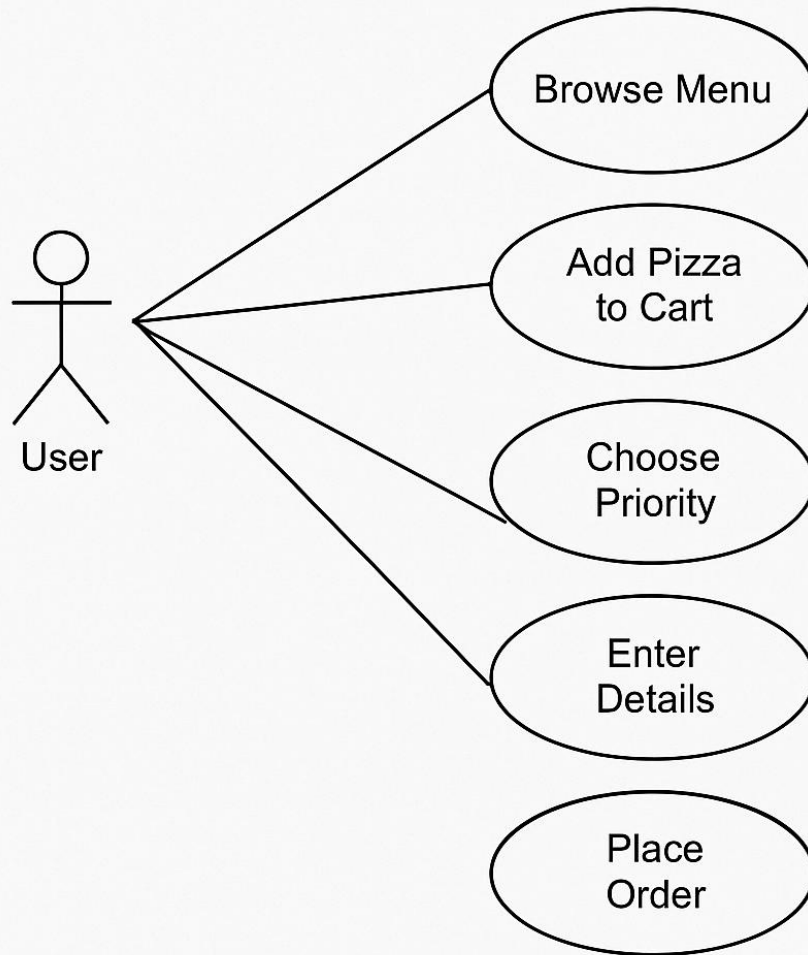 Browse Menu
Add Pizza
to Cart
User
Choose
Priority
Enter
Details
Place
Order